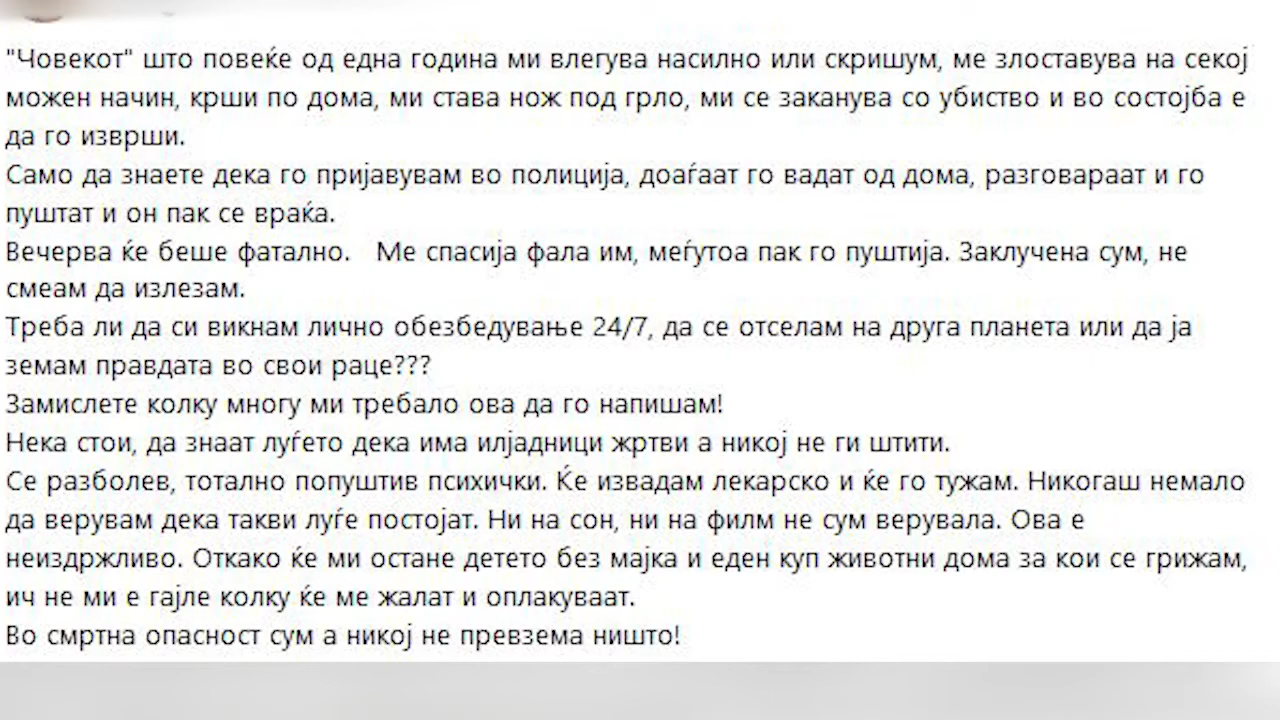 "Човекот" што повеќе од една година ми влегува насилно или скришум, ме злоставува на секој
можен начин, крши по дома, ми става нож под грло, ми се заканува со убиство и во состојба е
да го изврши.
Само да знаете дека го пријавувам во полиција, доаѓаат го вадат од дома, разговараат и го
пуштат и он пак се враќа.
Вечерва ќе беше фатално. Ме спасија фала им, меѓутоа пак го пуштија. Заклучена сум, не
смеам да излезам.
Треба ли да си викнам лично обезбедување 24/7, да се отселам на друга планета или да ја
земам правдата во свои раце???
Замислете колку многу ми требало ова да го напишам!
Нека стои, да знаат луѓето дека има илјадници жртви а никој не ги штити.
Се разболев, тотално попуштив психички. Ќе извадам лекарско и ќе го тужам. Никогаш немало
да верувам дека такви луѓе постојат. Ни на сон, ни на филм не сум верувала. Ова е
неиздржливо. Откако ќе ми остане детето без мајка и еден куп животни дома за кои се грижам,
ич не ми е гајле колку ќе ме жалат и оплакуваат.
Во смртна опасност сум а никој не превзема ништо!